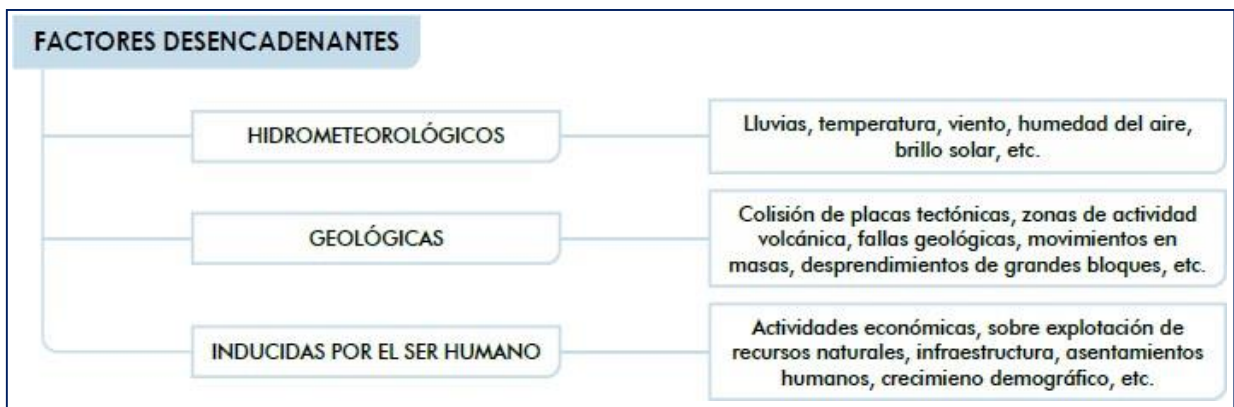 FACTORES DESENCADENANTES
HIDROMETEOROLÓGICOS
Lluvias, temperatura, viento, humedad del aire,
brillo solar, etc.
GEOLÓGICAS
Colisión de placas tectónicas, zonas de actividad
volcánica, fallas geológicas, movimientos en
masas, desprendimientos de grandes bloques, etc.
INDUCIDAS POR EL SER HUMANO
Actividades económicas, sobre explotación de
recursos naturales, infraestructura, asentamientos
humanos, crecimieno demográfico, etc.